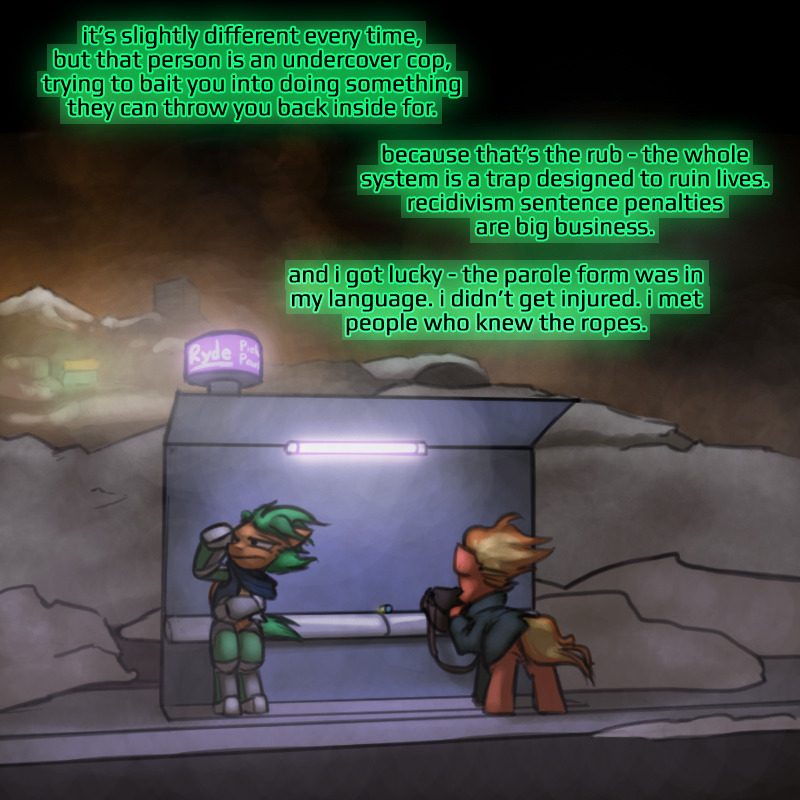 it's slightly different every time,
but that person is an undercover cop,
trying to bait you into doing something
they can throw you back inside for.
because that's the rub - the whole
system is a trap designed to ruin lives.
recidivism sentence penalties
are big business.
and i got lucky - the parole form was in
my language. i didn't get injured. i met
people who knew the ropes.
Ryde